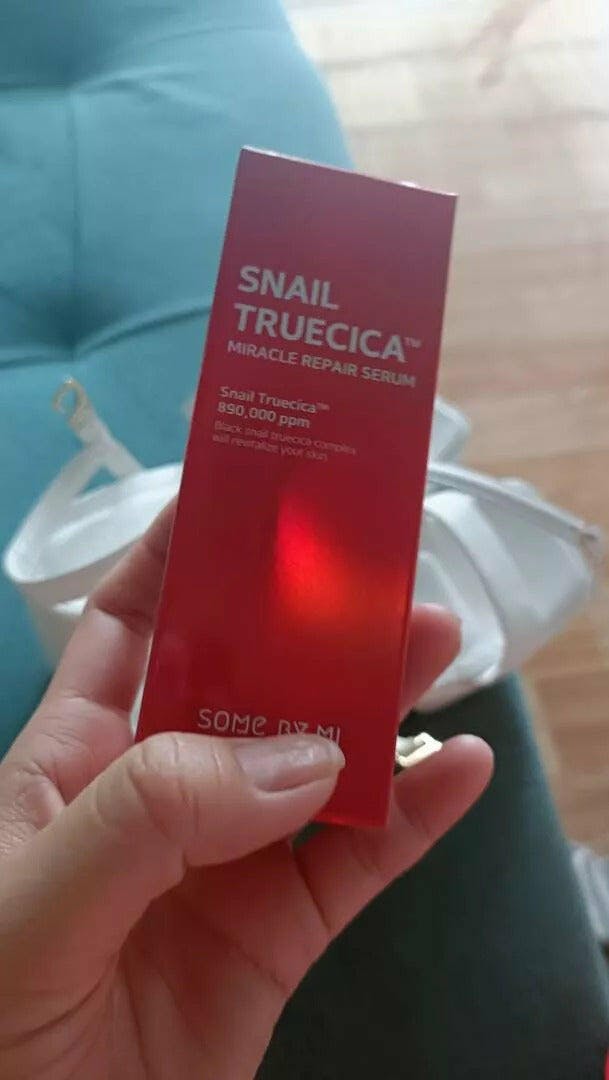 SNAIL
TRUECICA™
MIRACLE REPAIR SERUM
Snail Truecica™
890,000 ppm
Black snail truecica complex
will revitalize your skin
SOME BY MI